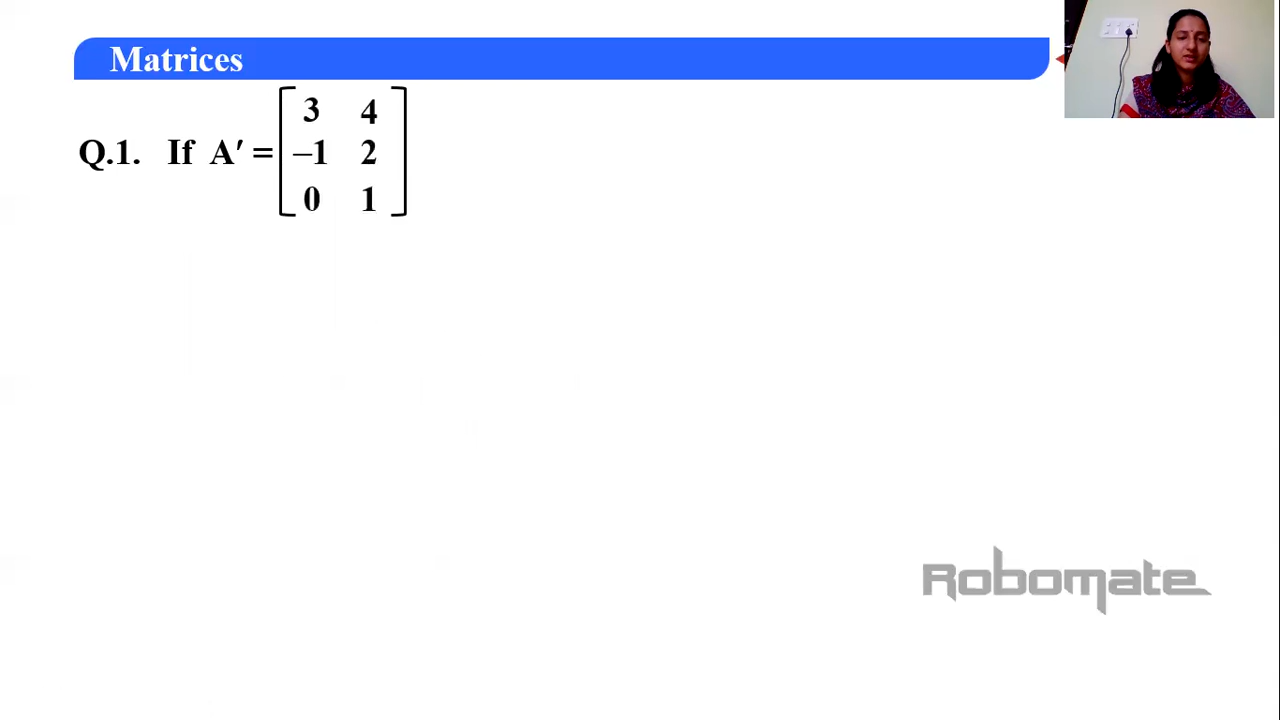 Matrices
3 4
Q.1. If A′ = –1 2
0 1
Robomate